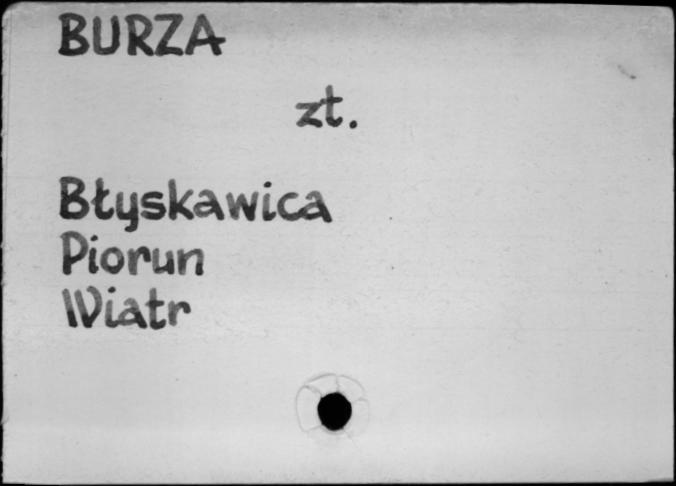 BURZA
zt.
Błyskawica
Piorun
Wiatr